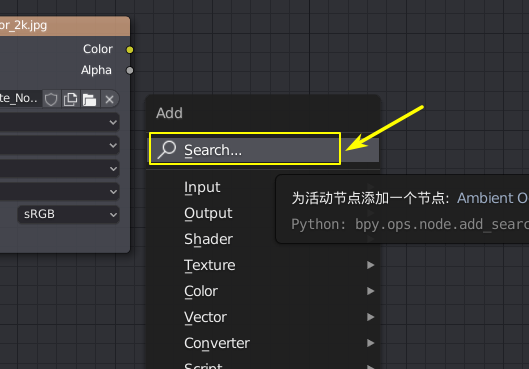 or_2k.jpg
Color
Alpha
te_No..
sRGB
Add
Search...
Input
Output
Shader
Texture
Color
Vector
Converter
Script
为活动节点添加一个节点: Ambient O
Python: bpy.ops.node.add_searc